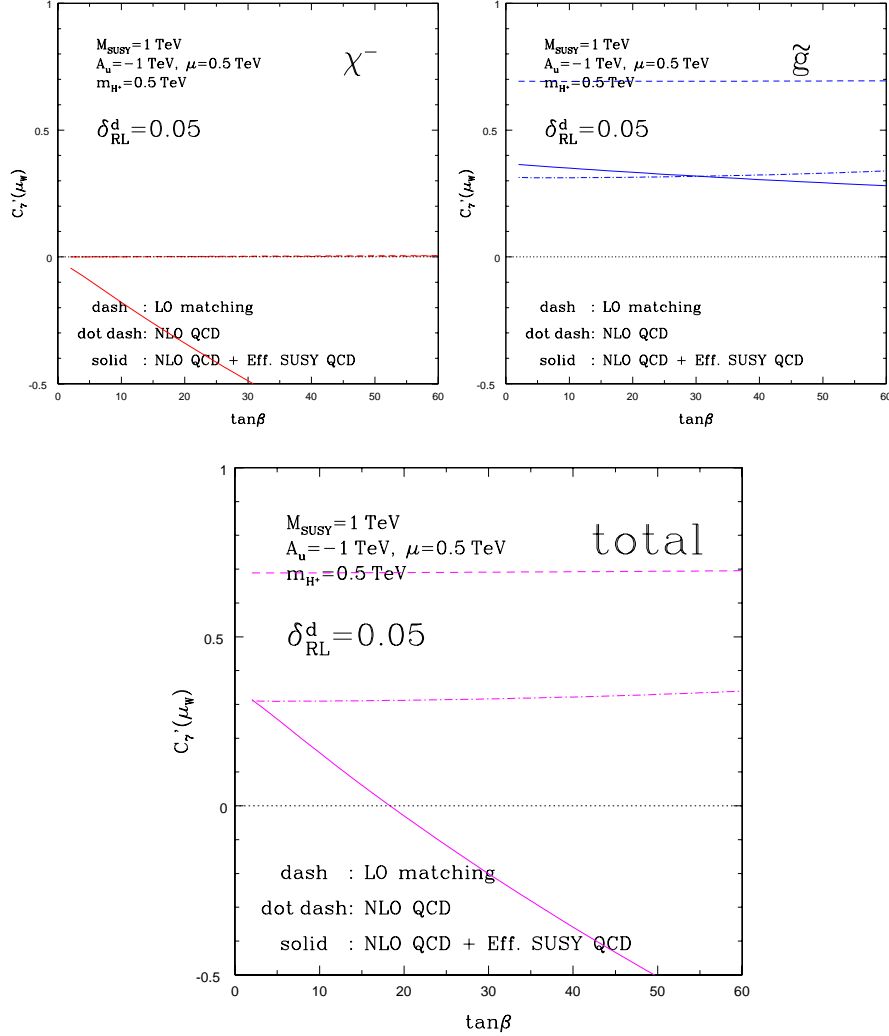 M_SUSY=1 TeV
A_u=−1 TeV, μ=0.5 TeV
m_H⁺=0.5 TeV
χ⁻
δ^d_RL=0.05
C₇'(μ_W)
1
0.5
0
-0.5
dash : LO matching
dot dash: NLO QCD
solid : NLO QCD + Eff. SUSY QCD
0 10 20 30 40 50 60
tanβ
M_SUSY=1 TeV
A_u=−1 TeV, μ=0.5 TeV
m_H⁺=0.5 TeV
g̃
δ^d_RL=0.05
C₇'(μ_W)
1
0.5
0
-0.5
dash : LO matching
dot dash: NLO QCD
solid : NLO QCD + Eff. SUSY QCD
0 10 20 30 40 50 60
tanβ
M_SUSY=1 TeV
A_u=−1 TeV, μ=0.5 TeV
m_H⁺=0.5 TeV
total
δ^d_RL=0.05
C₇'(μ_W)
1
0.5
0
-0.5
dash : LO matching
dot dash: NLO QCD
solid : NLO QCD + Eff. SUSY QCD
0 10 20 30 40 50 60
tanβ